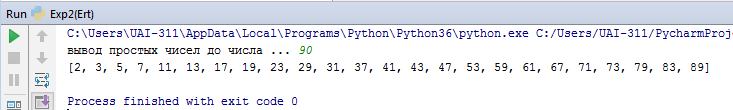 Run Exp2(Ert)
C:\Users\UAI-311\AppData\Local\Programs\Python\Python36\python.exe C:/Users/UAI-311/PycharmProj
вывод простых чисел до числа ... 90
[2, 3, 5, 7, 11, 13, 17, 19, 23, 29, 31, 37, 41, 43, 47, 53, 59, 61, 67, 71, 73, 79, 83, 89]
Process finished with exit code 0